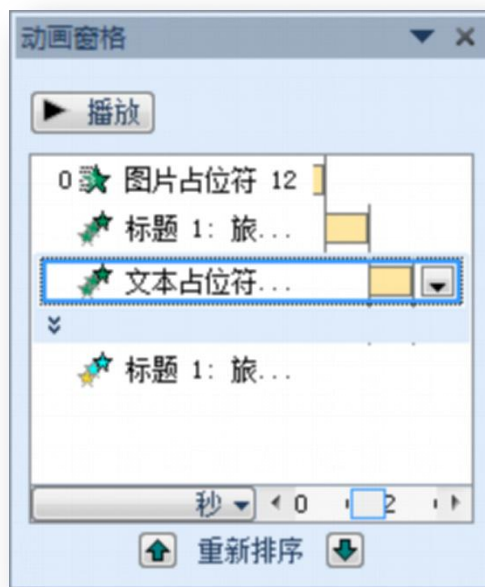 动画窗格
播放
0 图片占位符 12
标题 1: 旅...
文本占位符...
标题 1: 旅...
秒 0 2
重新排序